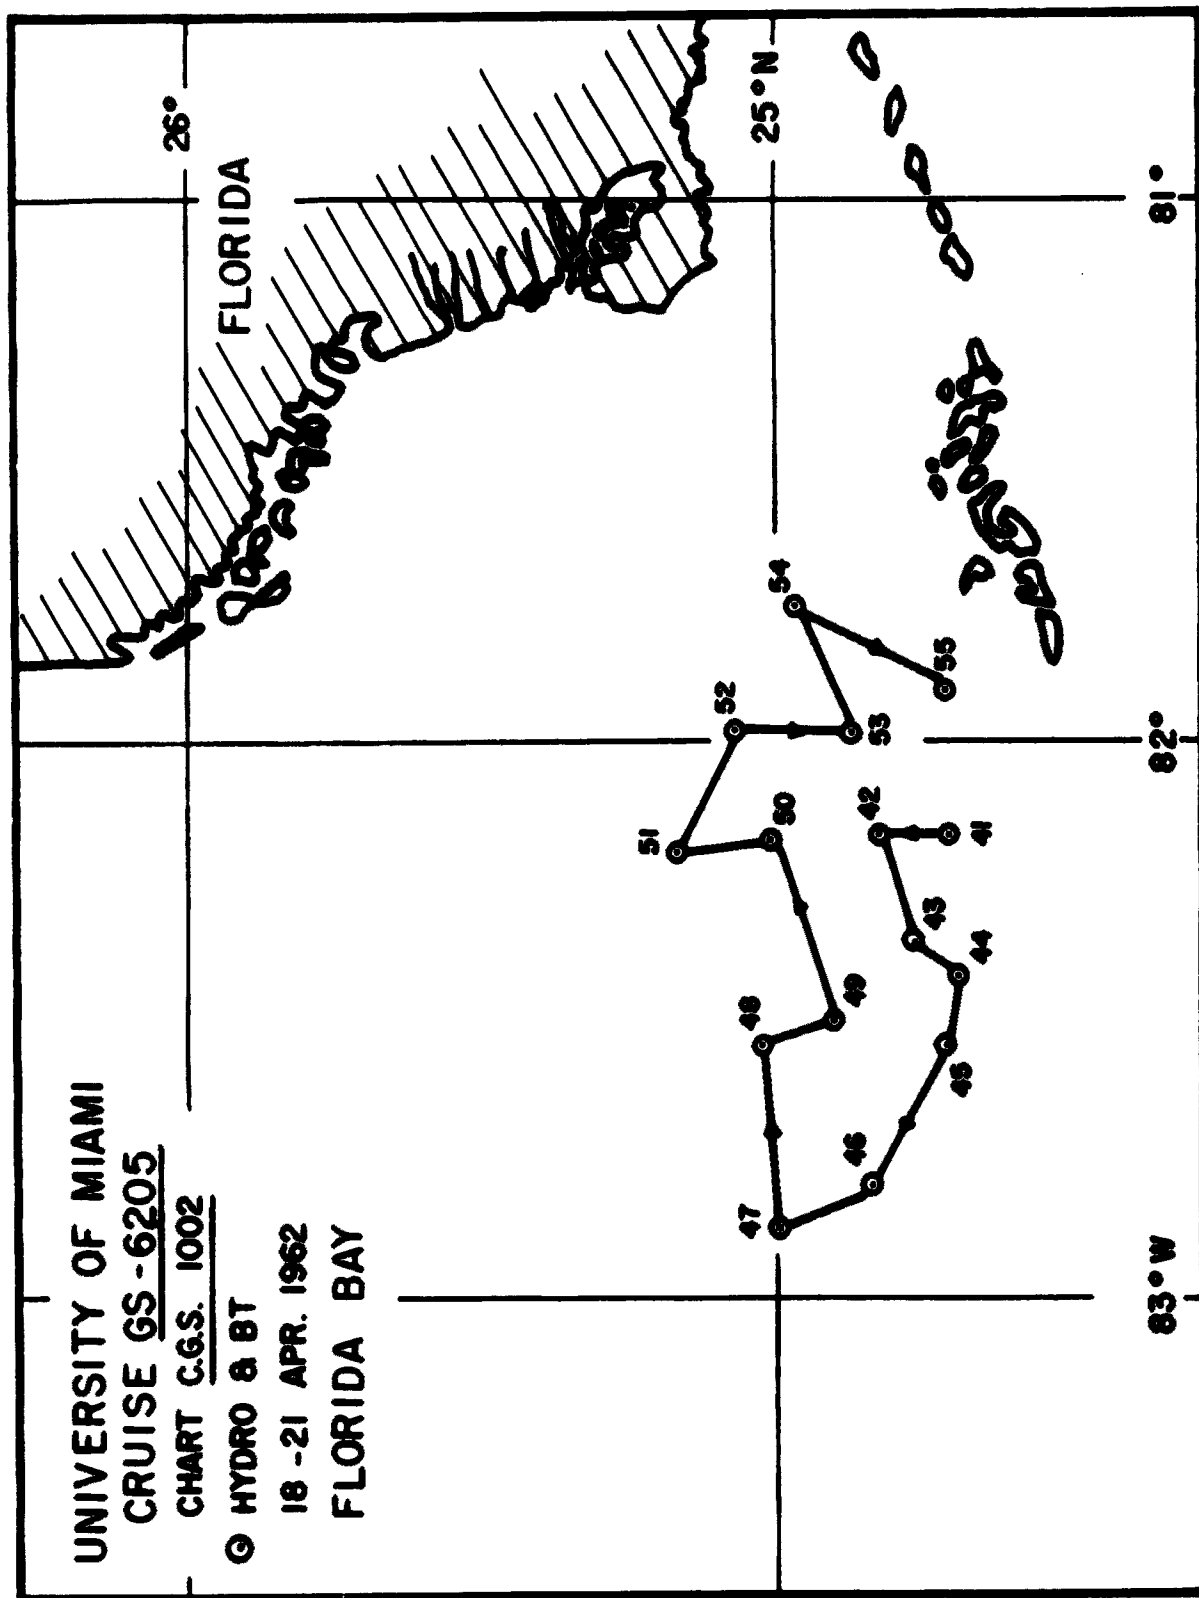 UNIVERSITY OF MIAMI
CRUISE GS-6205
CHART C.G.S. 1002
HYDRO & BT
18-21 APR. 1962
FLORIDA BAY
26°
FLORIDA
25°N
51
52
54
48
50
47
42
53
55
49
43
41
46
44
45
83°W
82°
81°